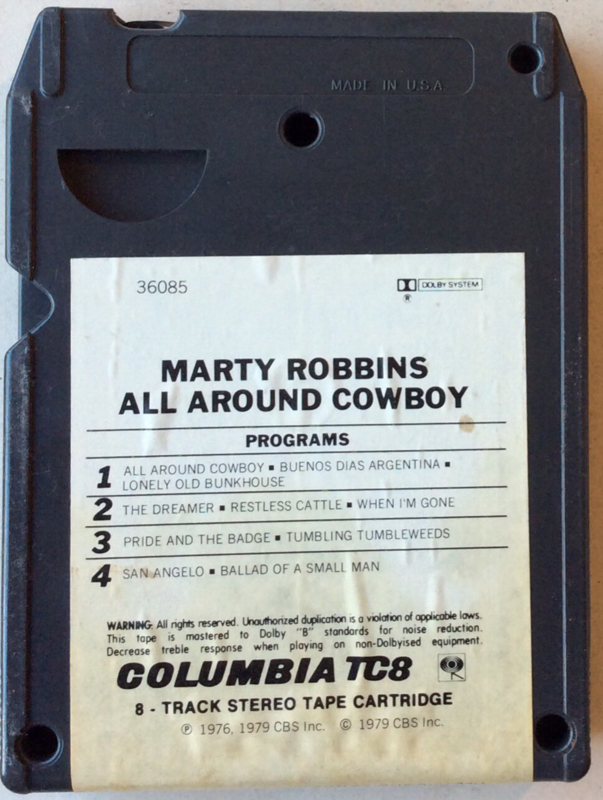 MADE IN U.S.A.
36085
DOLBY SYSTEM
®
MARTY ROBBINS
ALL AROUND COWBOY
PROGRAMS
1 ALL AROUND COWBOY ▪ BUENOS DIAS ARGENTINA ▪
LONELY OLD BUNKHOUSE
2 THE DREAMER ▪ RESTLESS CATTLE ▪ WHEN I'M GONE
3 PRIDE AND THE BADGE ▪ TUMBLING TUMBLEWEEDS
4 SAN ANGELO ▪ BALLAD OF A SMALL MAN
WARNING: All rights reserved. Unauthorized duplication is a violation of applicable laws.
This tape is mastered to Dolby "B" standards for noise reduction.
Decrease treble response when playing on non-Dolbyised equipment.
COLUMBIA TC8
8 - TRACK STEREO TAPE CARTRIDGE
℗ 1976, 1979 CBS Inc. © 1979 CBS Inc.